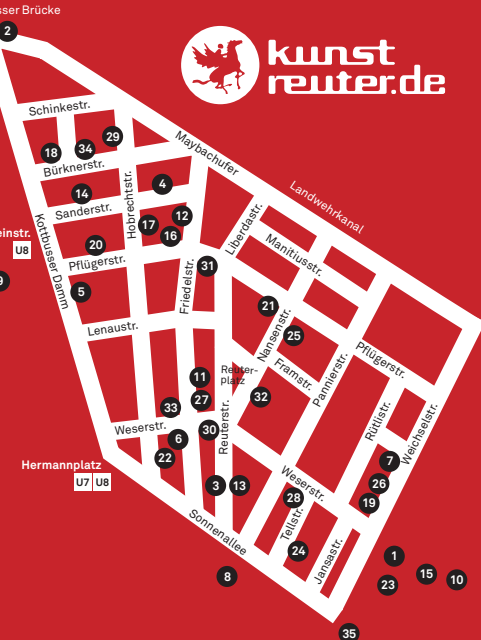 sser Brücke
2
kunst
reuter.de
Schinkestr.
29
18
34
Maybachufer
Bürknerstr.
4
Landwehrkanal
14
Hobrechtstr.
Sanderstr.
12
17
16
Liberdastr.
Kottbusser Damm
einstr.
U8
20
Manitiusstr.
Pflügerstr.
31
9
5
Friedelstr.
21
Lenaustr.
Nansenstr.
25
Pflügerstr.
11
Reuter-
platz
Framstr.
Pannierstr.
32
27
33
Weserstr.
6
30
Reuterstr.
Rütlistr.
Weichselstr.
22
7
Hermannplatz
U7
U8
3
13
Weserstr.
28
26
19
Sonnenallee
Tellstr.
24
Jansastr.
1
8
15
10
23
35